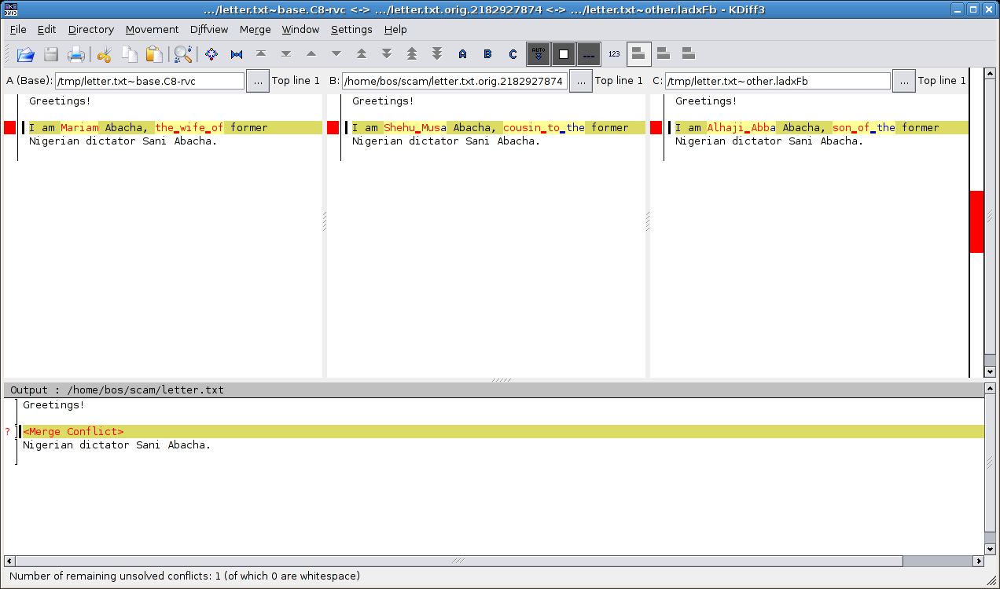 KDiff3
.../letter.txt~base.C8-rvc <-> .../letter.txt.orig.2182927874 <-> .../letter.txt~other.ladxFb - KDiff3
File Edit Directory Movement Diffview Merge Window Settings Help
A B C AUTO 123
A (Base): /tmp/letter.txt~base.C8-rvc ... Top line 1 B: /home/bos/scam/letter.txt.orig.2182927874 ... Top line 1 C: /tmp/letter.txt~other.ladxFb ... Top line 1
Greetings!
I am Mariam Abacha, the_wife_of former
Nigerian dictator Sani Abacha.
Greetings!
I am Shehu_Musa Abacha, cousin_to_the former
Nigerian dictator Sani Abacha.
Greetings!
I am Alhaji_Abba Abacha, son_of_the former
Nigerian dictator Sani Abacha.
Output : /home/bos/scam/letter.txt
Greetings!
? <Merge Conflict>
Nigerian dictator Sani Abacha.
Number of remaining unsolved conflicts: 1 (of which 0 are whitespace)